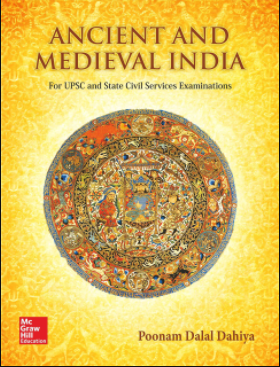 ANCIENT AND
MEDIEVAL INDIA
For UPSC and State Civil Services Examinations
Mc
Graw
Hill
Education
Poonam Dalal Dahiya